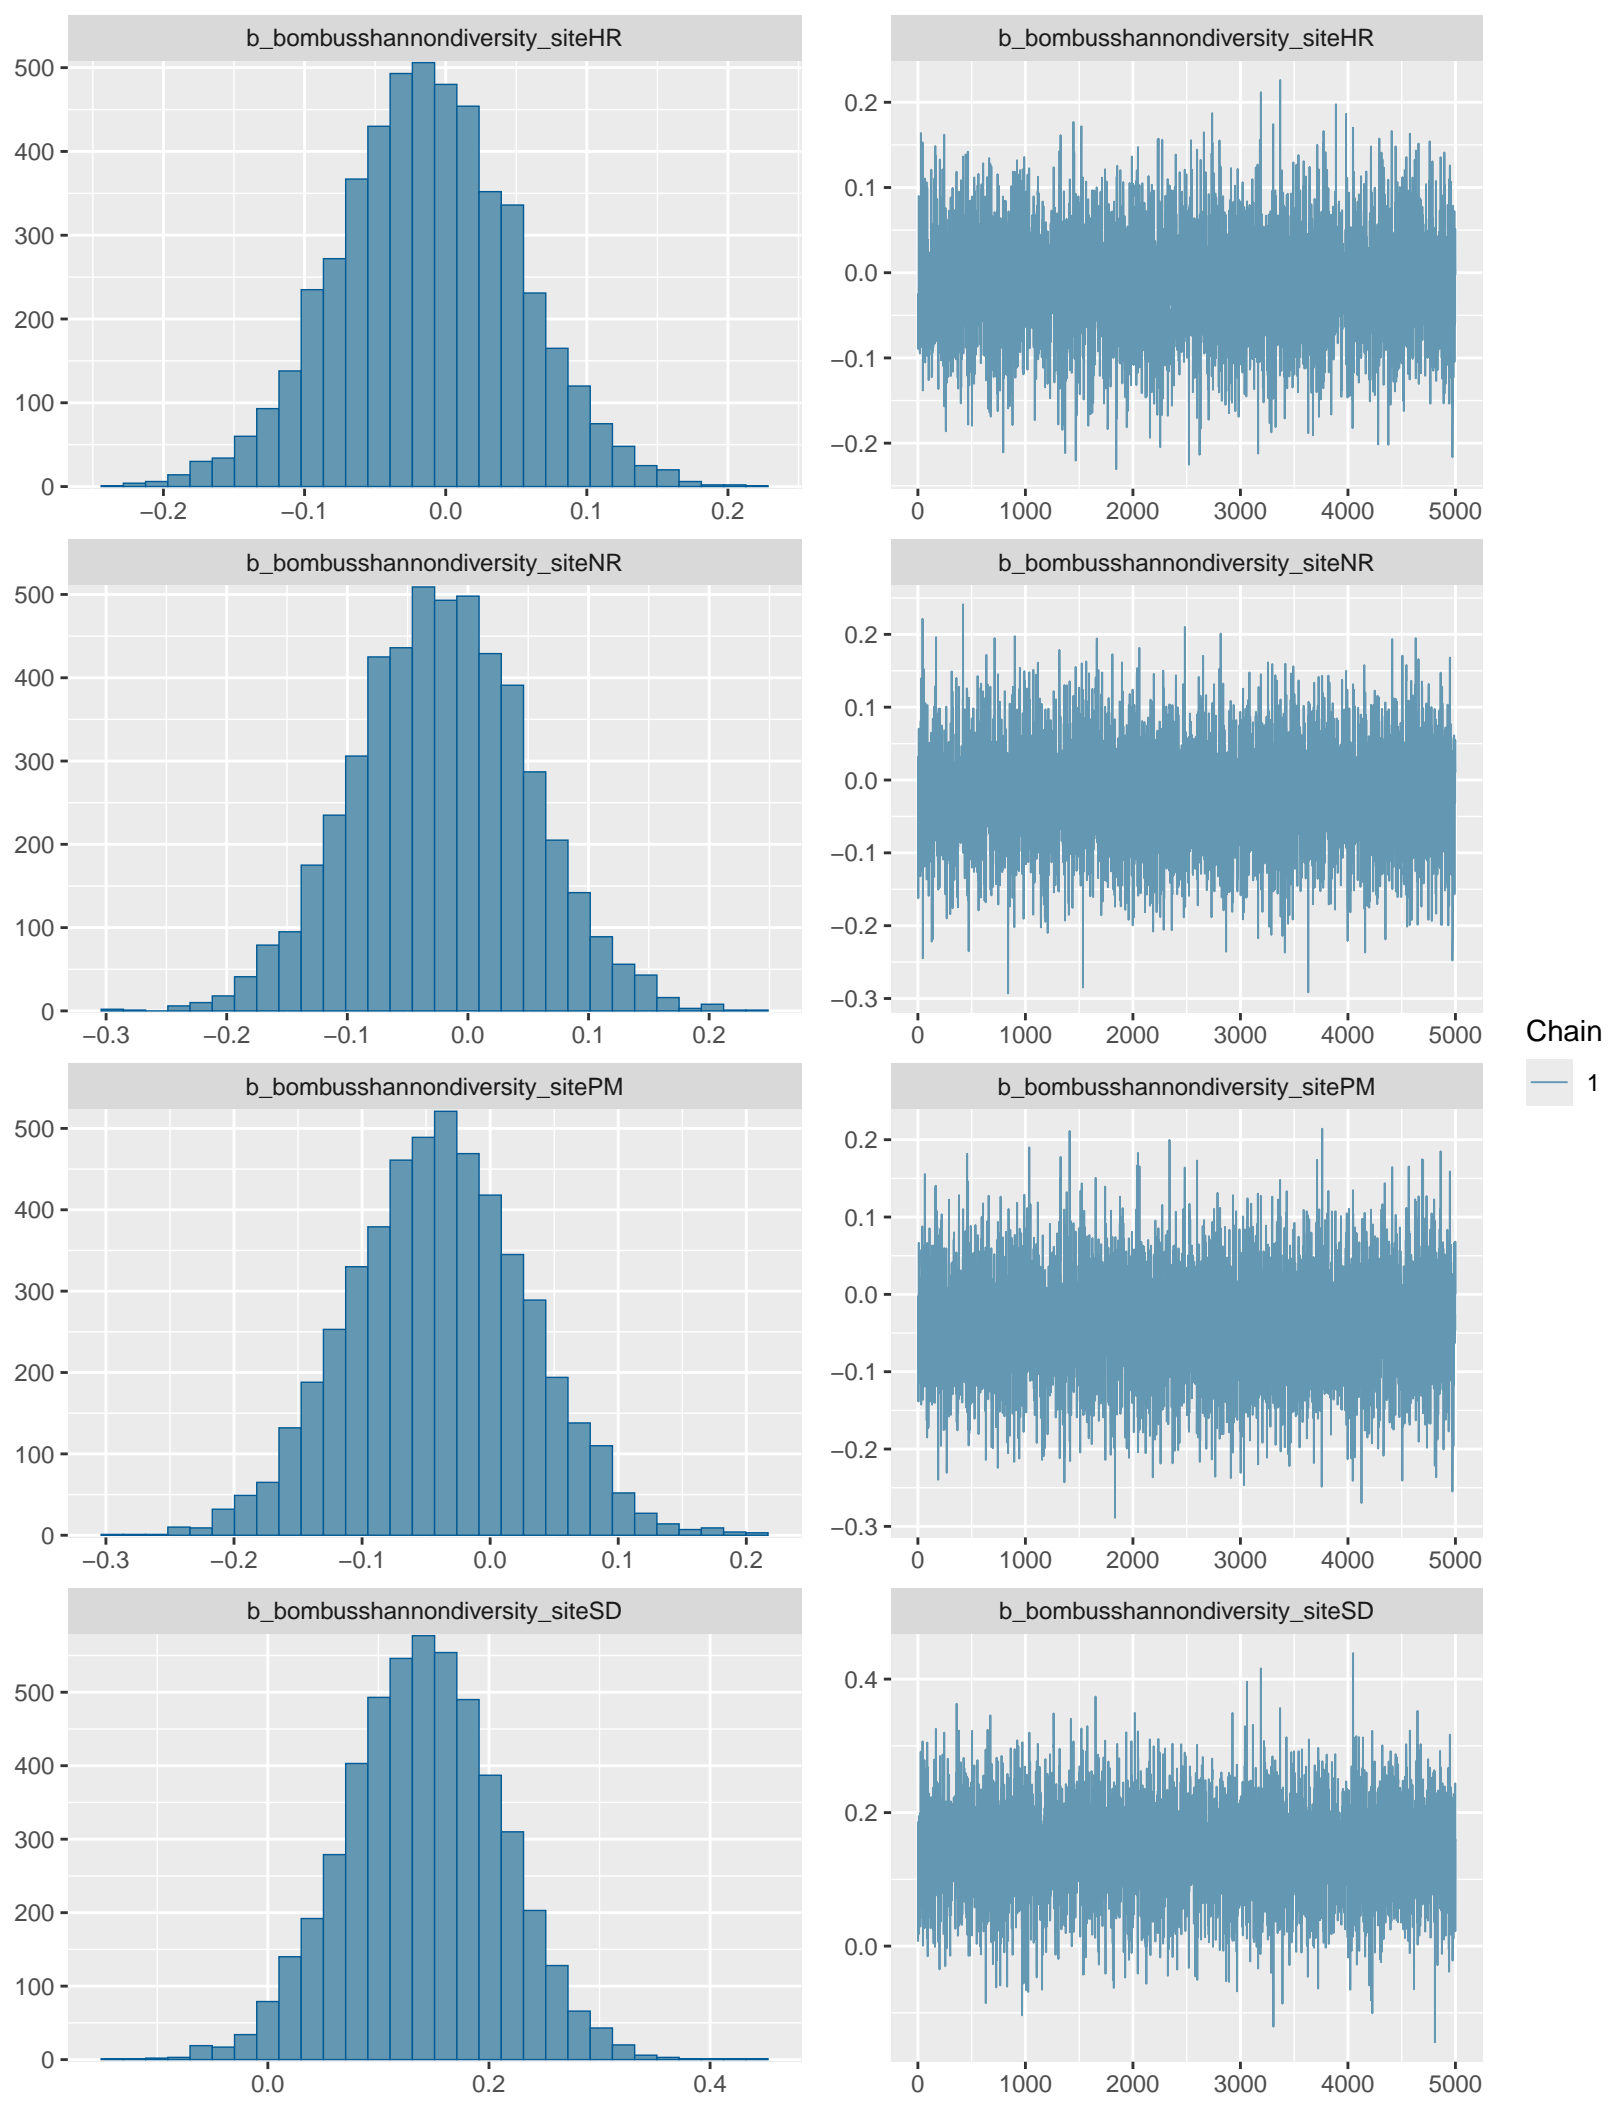 b_bombusshannondiversity_siteHR
500
400
300
200
100
0
−0.2 −0.1 0.0 0.1 0.2
b_bombusshannondiversity_siteHR
0.2
0.1
0.0
−0.1
−0.2
0 1000 2000 3000 4000 5000
b_bombusshannondiversity_siteNR
500
400
300
200
100
0
−0.3 −0.2 −0.1 0.0 0.1 0.2
b_bombusshannondiversity_siteNR
0.2
0.1
0.0
−0.1
−0.2
−0.3
0 1000 2000 3000 4000 5000
b_bombusshannondiversity_sitePM
500
400
300
200
100
0
−0.3 −0.2 −0.1 0.0 0.1 0.2
b_bombusshannondiversity_sitePM
0.2
0.1
0.0
−0.1
−0.2
−0.3
0 1000 2000 3000 4000 5000
b_bombusshannondiversity_siteSD
500
400
300
200
100
0
0.0 0.2 0.4
b_bombusshannondiversity_siteSD
0.4
0.2
0.0
0 1000 2000 3000 4000 5000
Chain
1